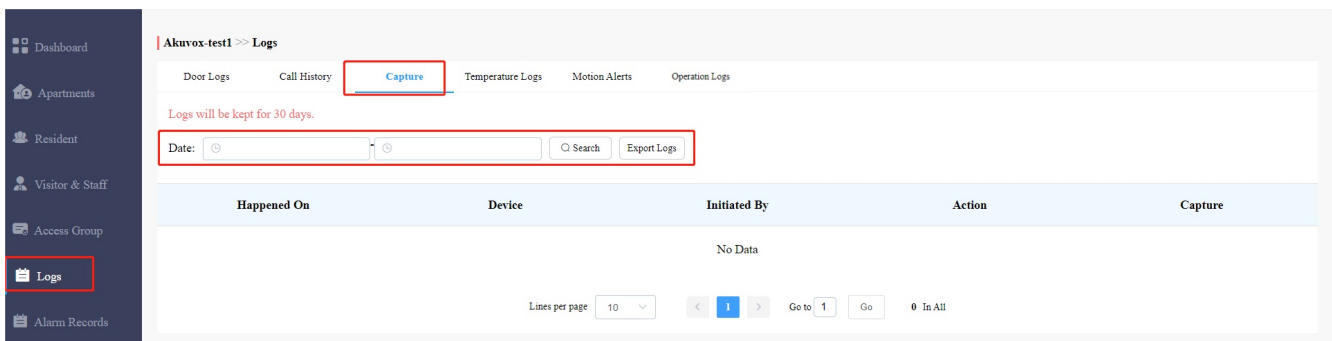 Dashboard
Apartments
Resident
Visitor & Staff
Access Group
Logs
Alarm Records
Akuvox-test1 >> Logs
Door Logs Call History Capture Temperature Logs Motion Alerts Operation Logs
Logs will be kept for 30 days.
Date: - Search Export Logs
Happened On Device Initiated By Action Capture
No Data
Lines per page 10 < 1 > Go to 1 Go 0 In All